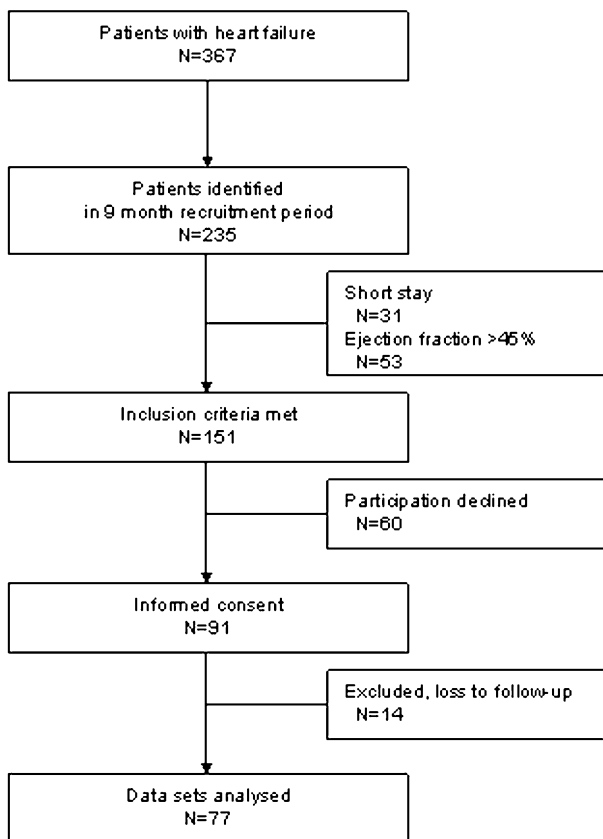 Patients with heart failure
N=367
Patients identified
in 9 month recruitment period
N=235
Short stay
N=31
Ejection fraction >45%
N=53
Inclusion criteria met
N=151
Participation declined
N=60
Informed consent
N=91
Excluded, loss to follow-up
N=14
Data sets analysed
N=77